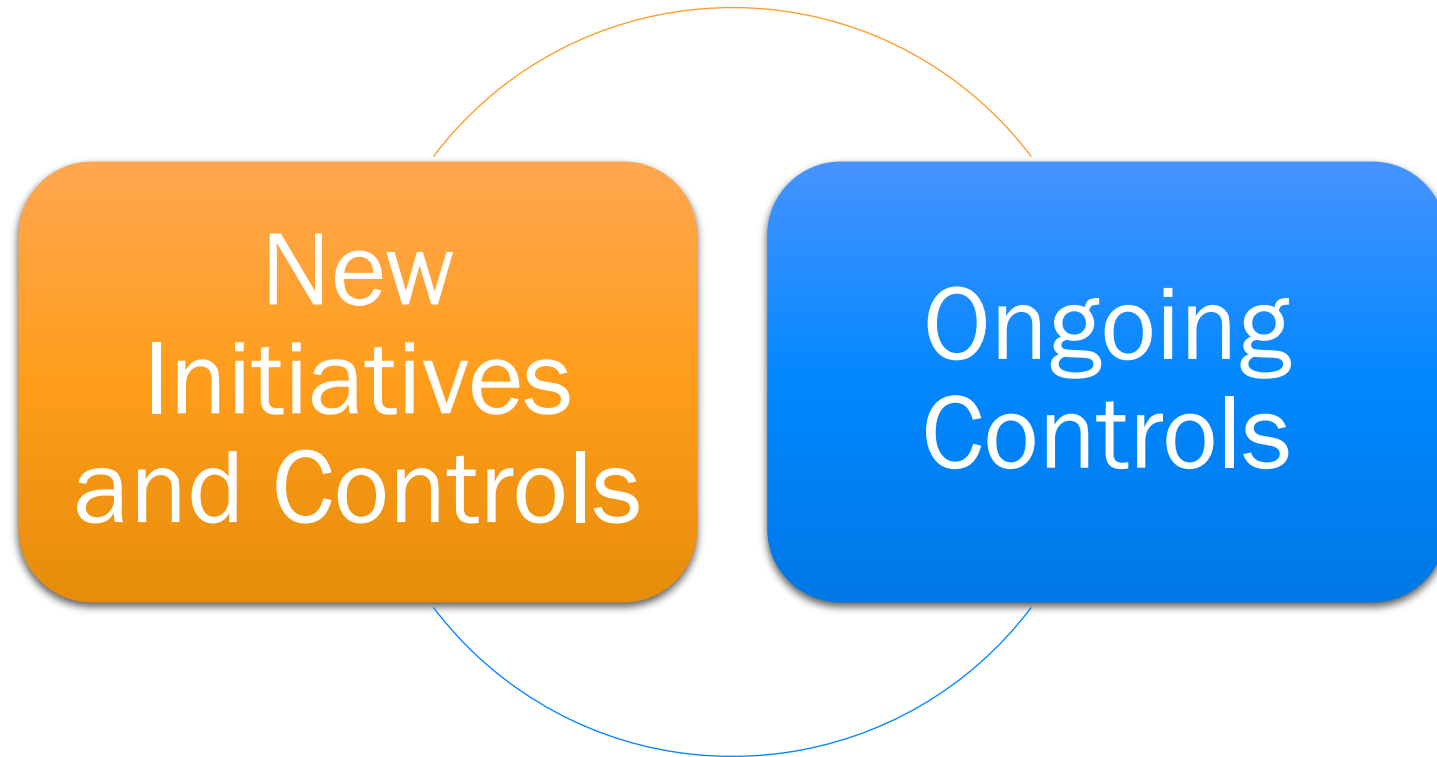 New
Initiatives
and Controls
Ongoing
Controls